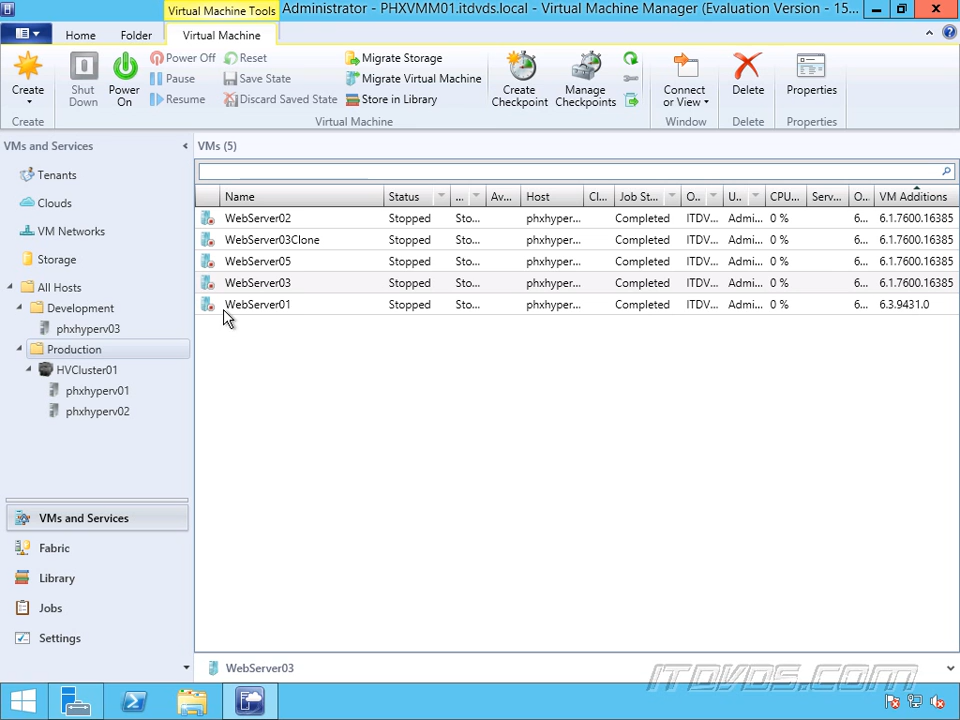 Virtual Machine Tools
Administrator - PHXVMM01.itdvds.local - Virtual Machine Manager (Evaluation Version - 15...
Home Folder Virtual Machine
Create
Shut Down
Power On
Power Off
Pause
Resume
Reset
Save State
Discard Saved State
Migrate Storage
Migrate Virtual Machine
Store in Library
Create Checkpoint
Manage Checkpoints
Connect or View
Delete
Properties
Create Virtual Machine Window Delete Properties
VMs and Services
Tenants
Clouds
VM Networks
Storage
All Hosts
Development
phxhyperv03
Production
HVCluster01
phxhyperv01
phxhyperv02
VMs and Services
Fabric
Library
Jobs
Settings
VMs (5)
Name Status ... Av... Host Cl... Job St... O.. U.. CPU... Serv... O... VM Additions
WebServer02 Stopped Sto... phxhyper... Completed ITDV... Admi... 0 % 6... 6.1.7600.16385
WebServer03Clone Stopped Sto... phxhyper... Completed ITDV... Admi... 0 % 6... 6.1.7600.16385
WebServer05 Stopped Sto... phxhyper... Completed ITDV... Admi... 0 % 6... 6.1.7600.16385
WebServer03 Stopped Sto... phxhyper... Completed ITDV... Admi... 0 % 6... 6.1.7600.16385
WebServer01 Stopped Sto... phxhyper... Completed ITDV... Admi... 0 % 6... 6.3.9431.0
WebServer03
ITDVDS.COM